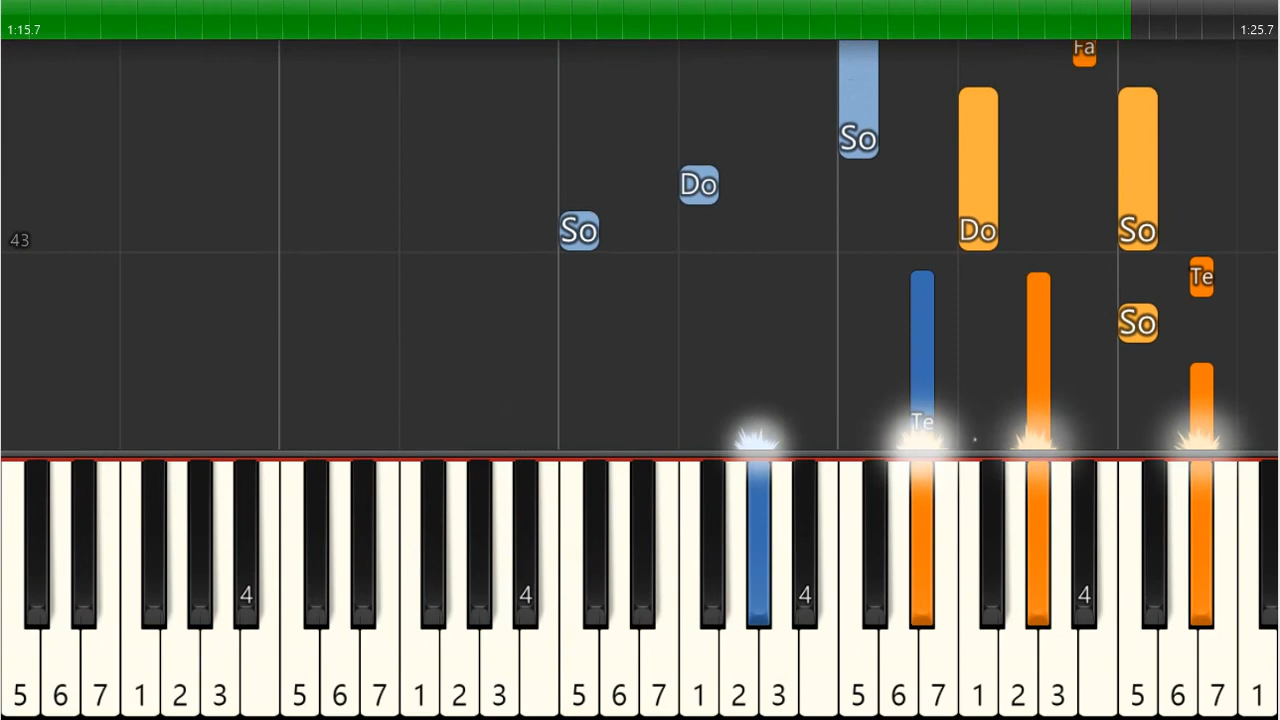 1:15.7 1:25.7
Fa
So
Do
So Do So
43
Te
So
Te
4 4 4 4
5 6 7 1 2 3 5 6 7 1 2 3 5 6 7 1 2 3 5 6 7 1 2 3 5 6 7 1